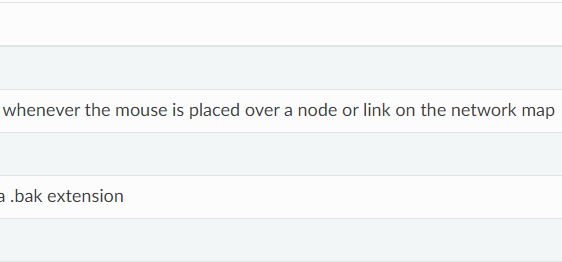 whenever the mouse is placed over a node or link on the network map
a .bak extension